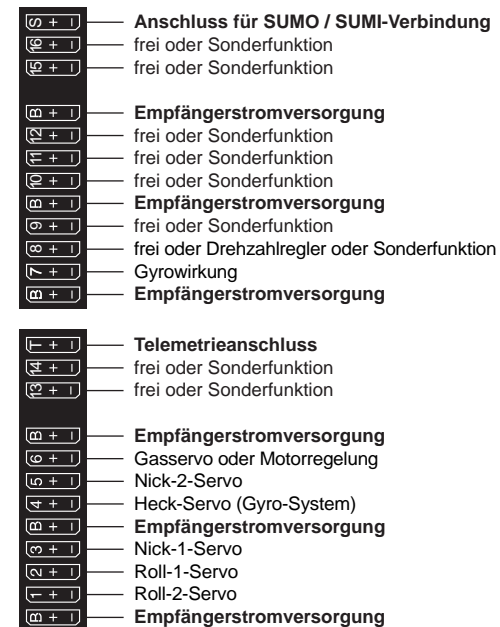 S + – Anschluss für SUMO / SUMI-Verbindung
16 + – frei oder Sonderfunktion
15 + – frei oder Sonderfunktion
B + – Empfängerstromversorgung
12 + – frei oder Sonderfunktion
11 + – frei oder Sonderfunktion
10 + – frei oder Sonderfunktion
B + – Empfängerstromversorgung
9 + – frei oder Sonderfunktion
8 + – frei oder Drehzahlregler oder Sonderfunktion
7 + – Gyrowirkung
B + – Empfängerstromversorgung
T + – Telemetrieanschluss
14 + – frei oder Sonderfunktion
13 + – frei oder Sonderfunktion
B + – Empfängerstromversorgung
6 + – Gasservo oder Motorregelung
5 + – Nick-2-Servo
4 + – Heck-Servo (Gyro-System)
B + – Empfängerstromversorgung
3 + – Nick-1-Servo
2 + – Roll-1-Servo
1 + – Roll-2-Servo
B + – Empfängerstromversorgung